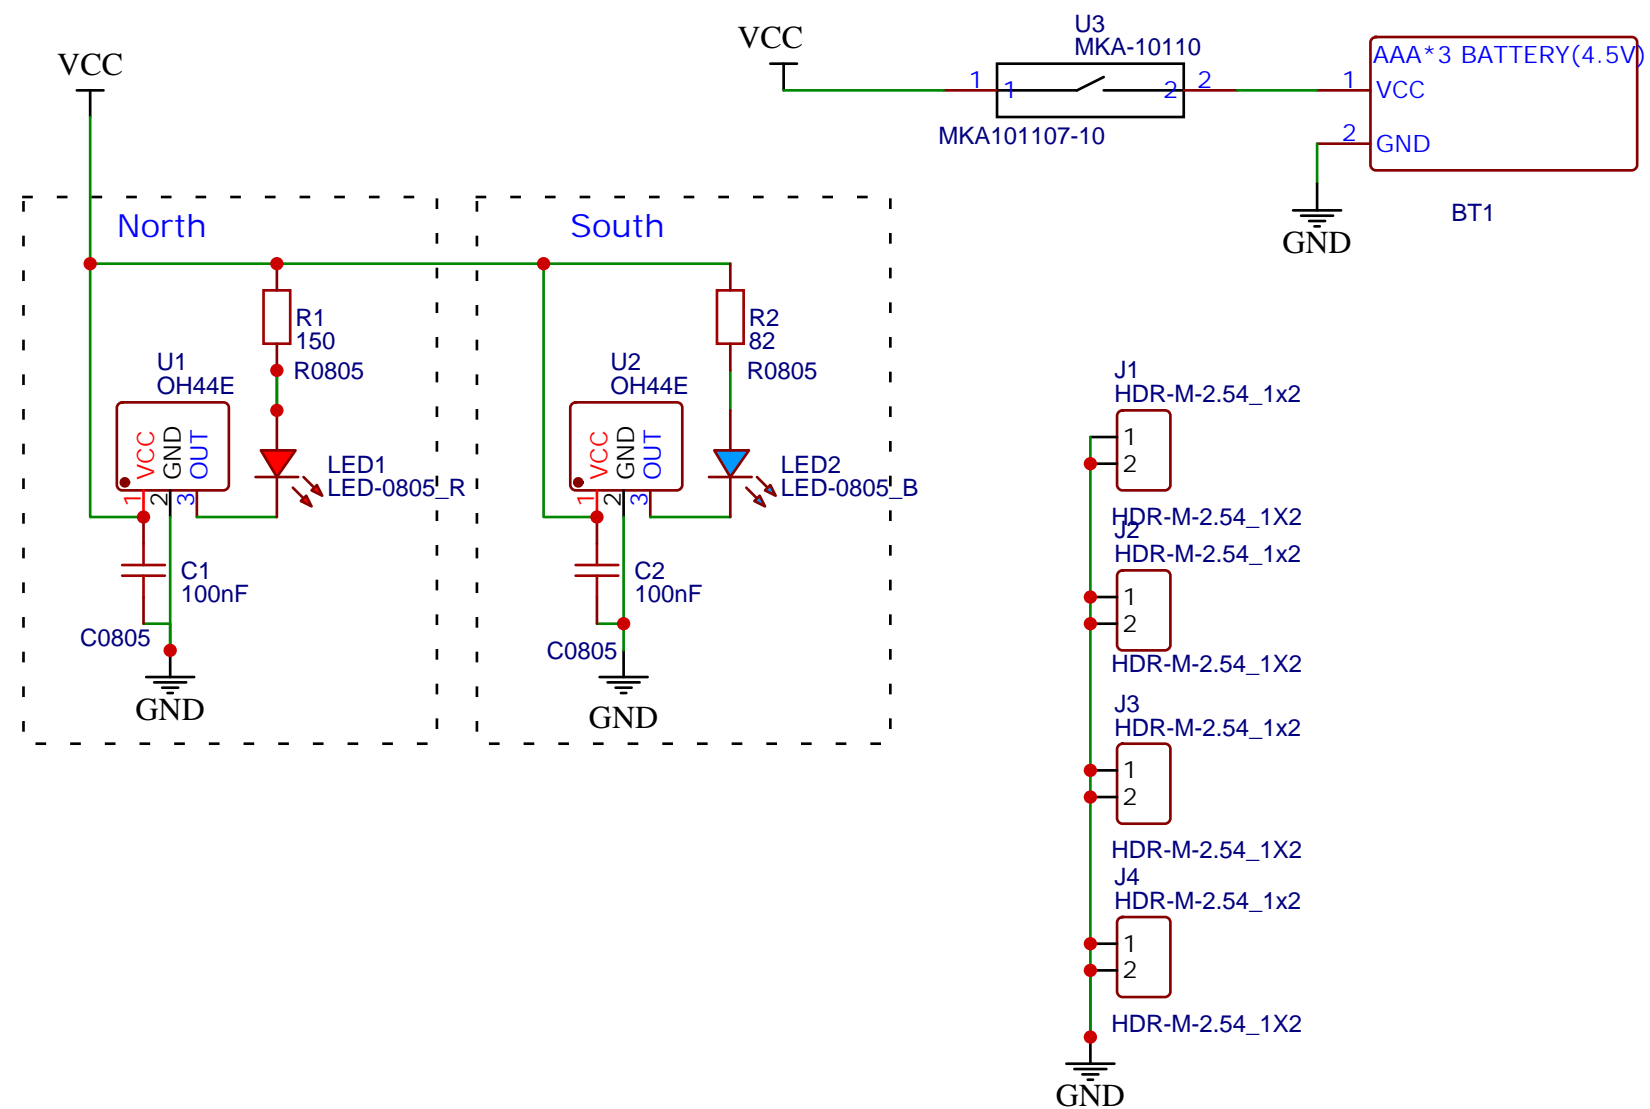 VCC
North
R1
150
R0805
U1
OH44E
VCC
GND
OUT
1
2
3
LED1
LED-0805_R
C1
100nF
C0805
GND
South
R2
82
R0805
U2
OH44E
VCC
GND
OUT
1
2
3
LED2
LED-0805_B
C2
100nF
C0805
GND
VCC
U3
MKA-10110
1
1
2
2
MKA101107-10
AAA*3 BATTERY(4.5V)
1
VCC
2
GND
BT1
GND
J1
HDR-M-2.54_1x2
1
2
HDR-M-2.54_1X2
J2
HDR-M-2.54_1x2
1
2
HDR-M-2.54_1X2
J3
HDR-M-2.54_1x2
1
2
HDR-M-2.54_1X2
J4
HDR-M-2.54_1x2
1
2
HDR-M-2.54_1X2
GND